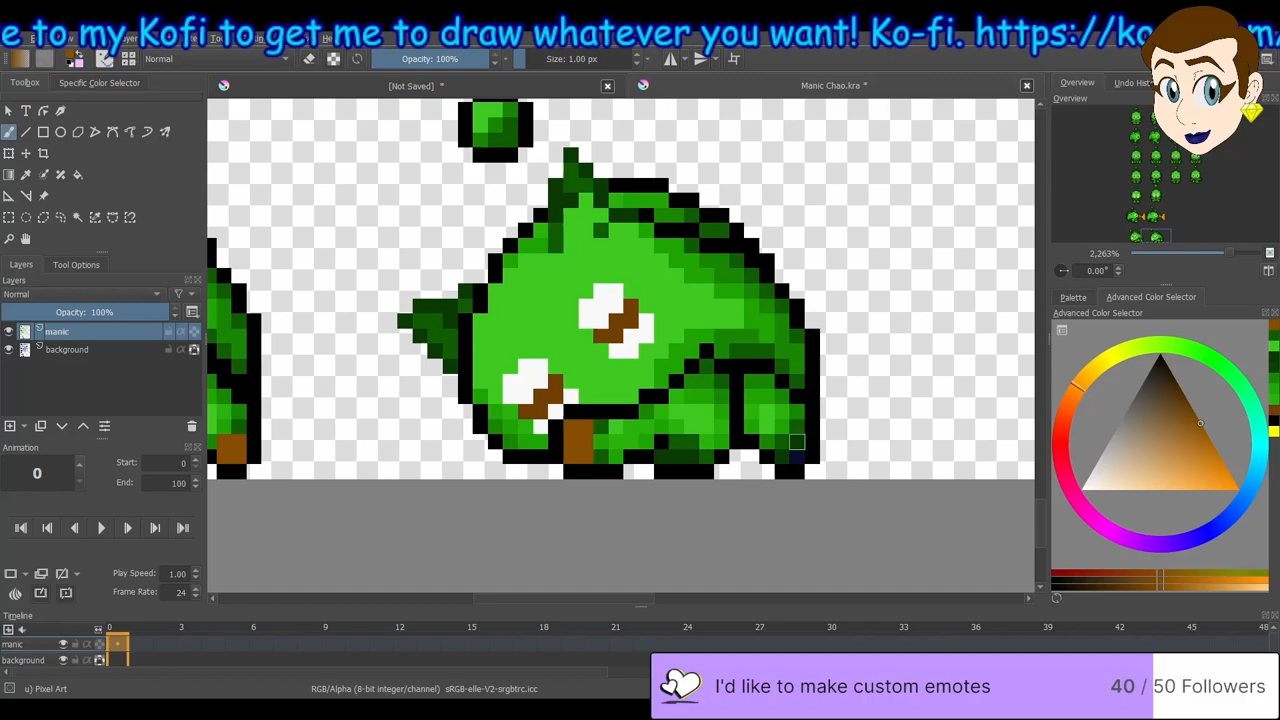 e to my Kofi to get me to draw whatever you want! Ko-fi. https://ko
Normal
Opacity: 100%
Size: 1.00 px
Toolbox
Specific Color Selector
[Not Saved] *
Manic Chao.kra *
Overview
Undo Hist
Overview
2,263%
0.00°
Layers
Tool Options
Layers
Normal
Opacity: 100%
manic
background
Palette
Advanced Color Selector
Advanced Color Selector
Animation
0
Start: 0
End: 100
Play Speed: 1.00
Frame Rate: 24
Timeline
0 3 6 9 12 15 18 21 24 27 30 33 36 39 42 45 48
manic
background
u) Pixel Art
RGB/Alpha (8-bit integer/channel) sRGB-elle-V2-srgbtrc.icc
I'd like to make custom emotes
40 / 50 Followers